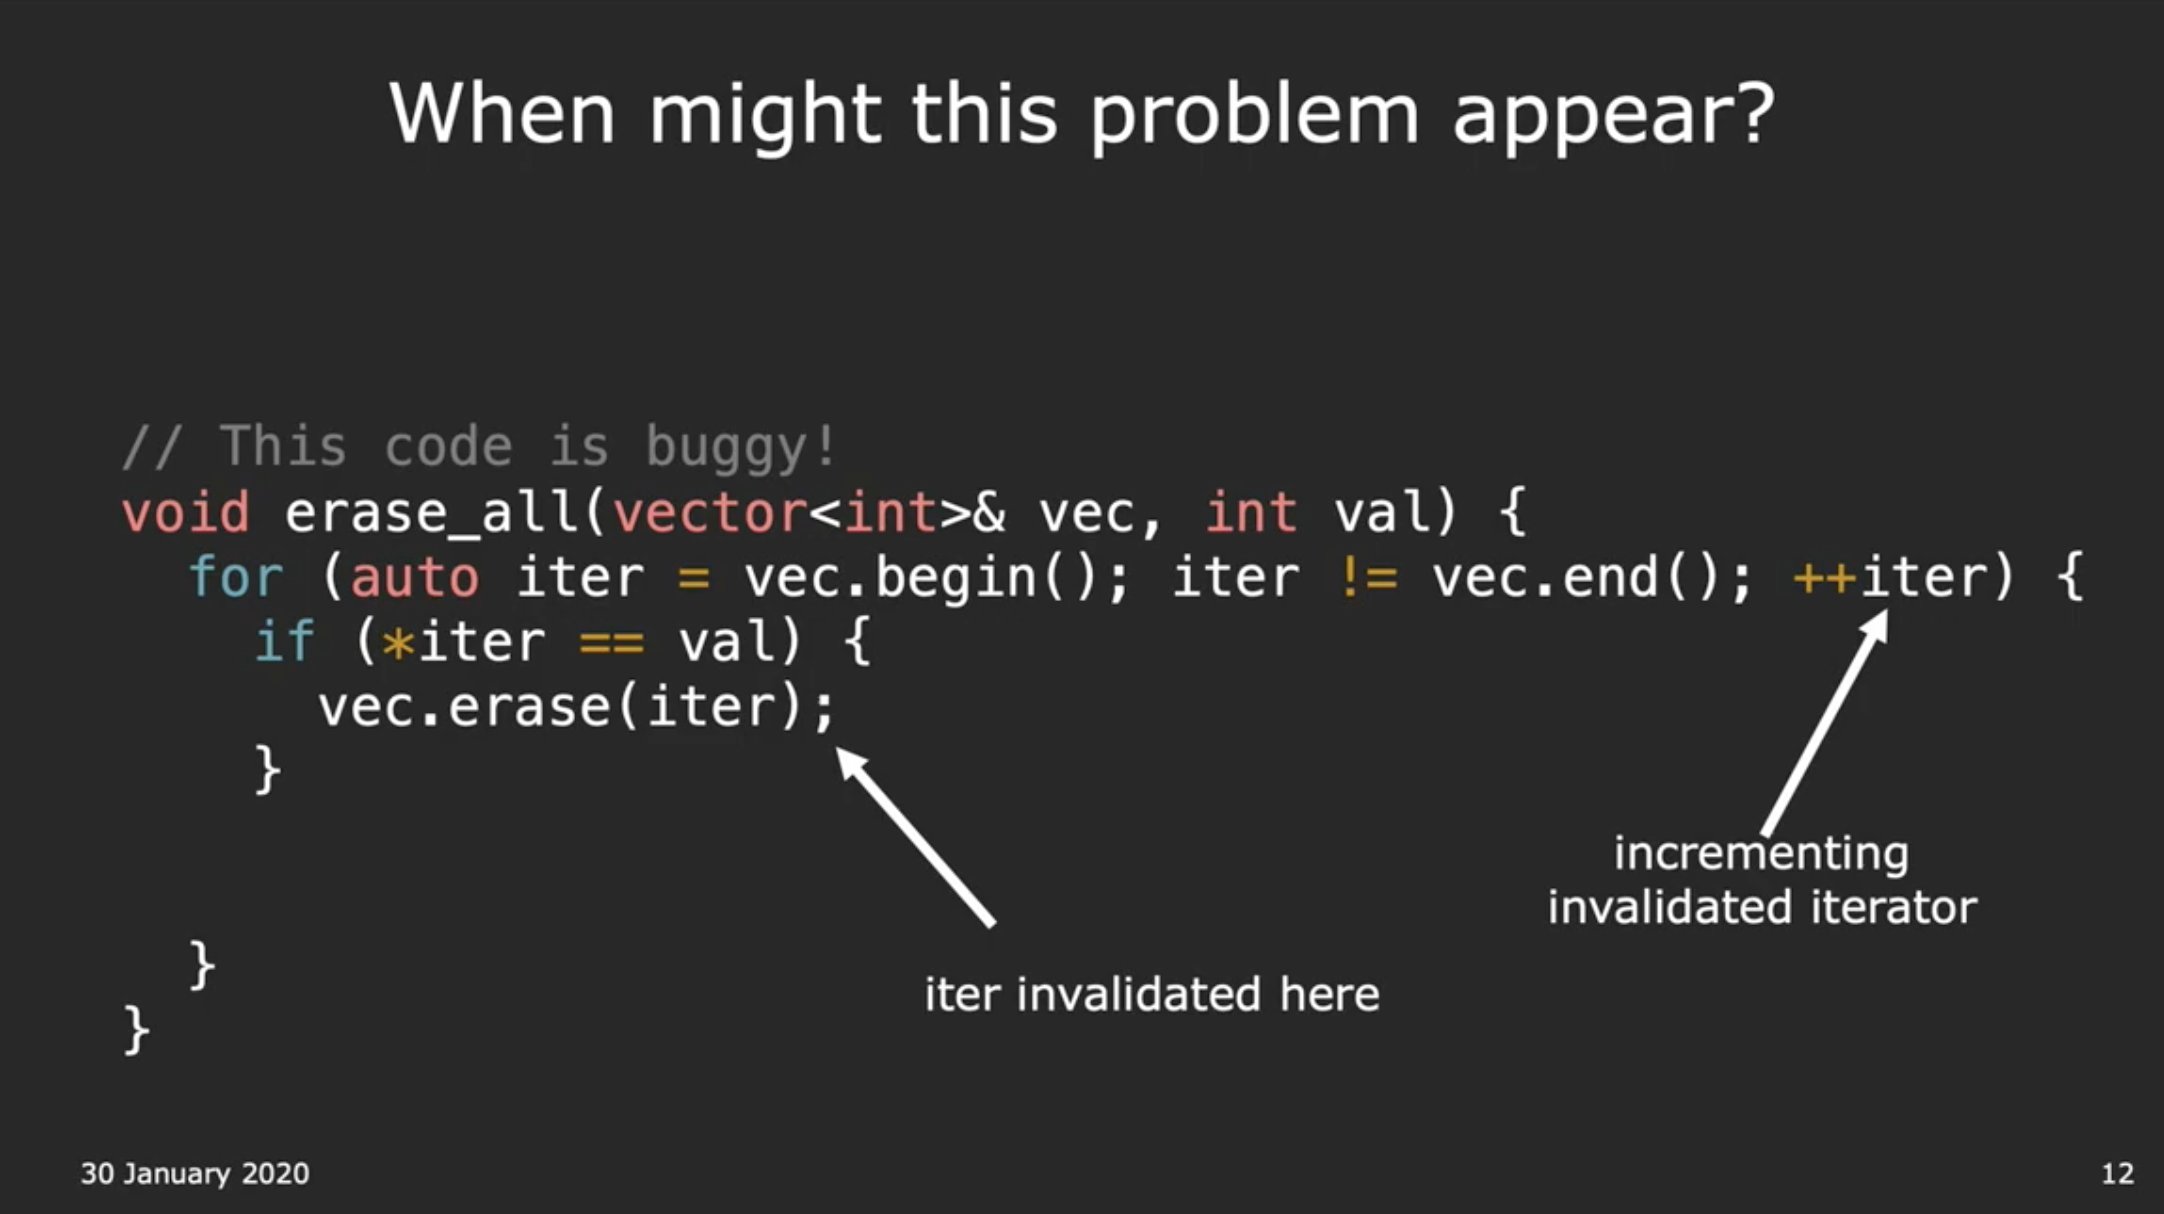 When might this problem appear?
// This code is buggy!
void erase_all(vector<int>& vec, int val) {
for (auto iter = vec.begin(); iter != vec.end(); ++iter) {
if (*iter == val) {
vec.erase(iter);
}
incrementing
invalidated iterator
}
iter invalidated here
}
30 January 2020
12